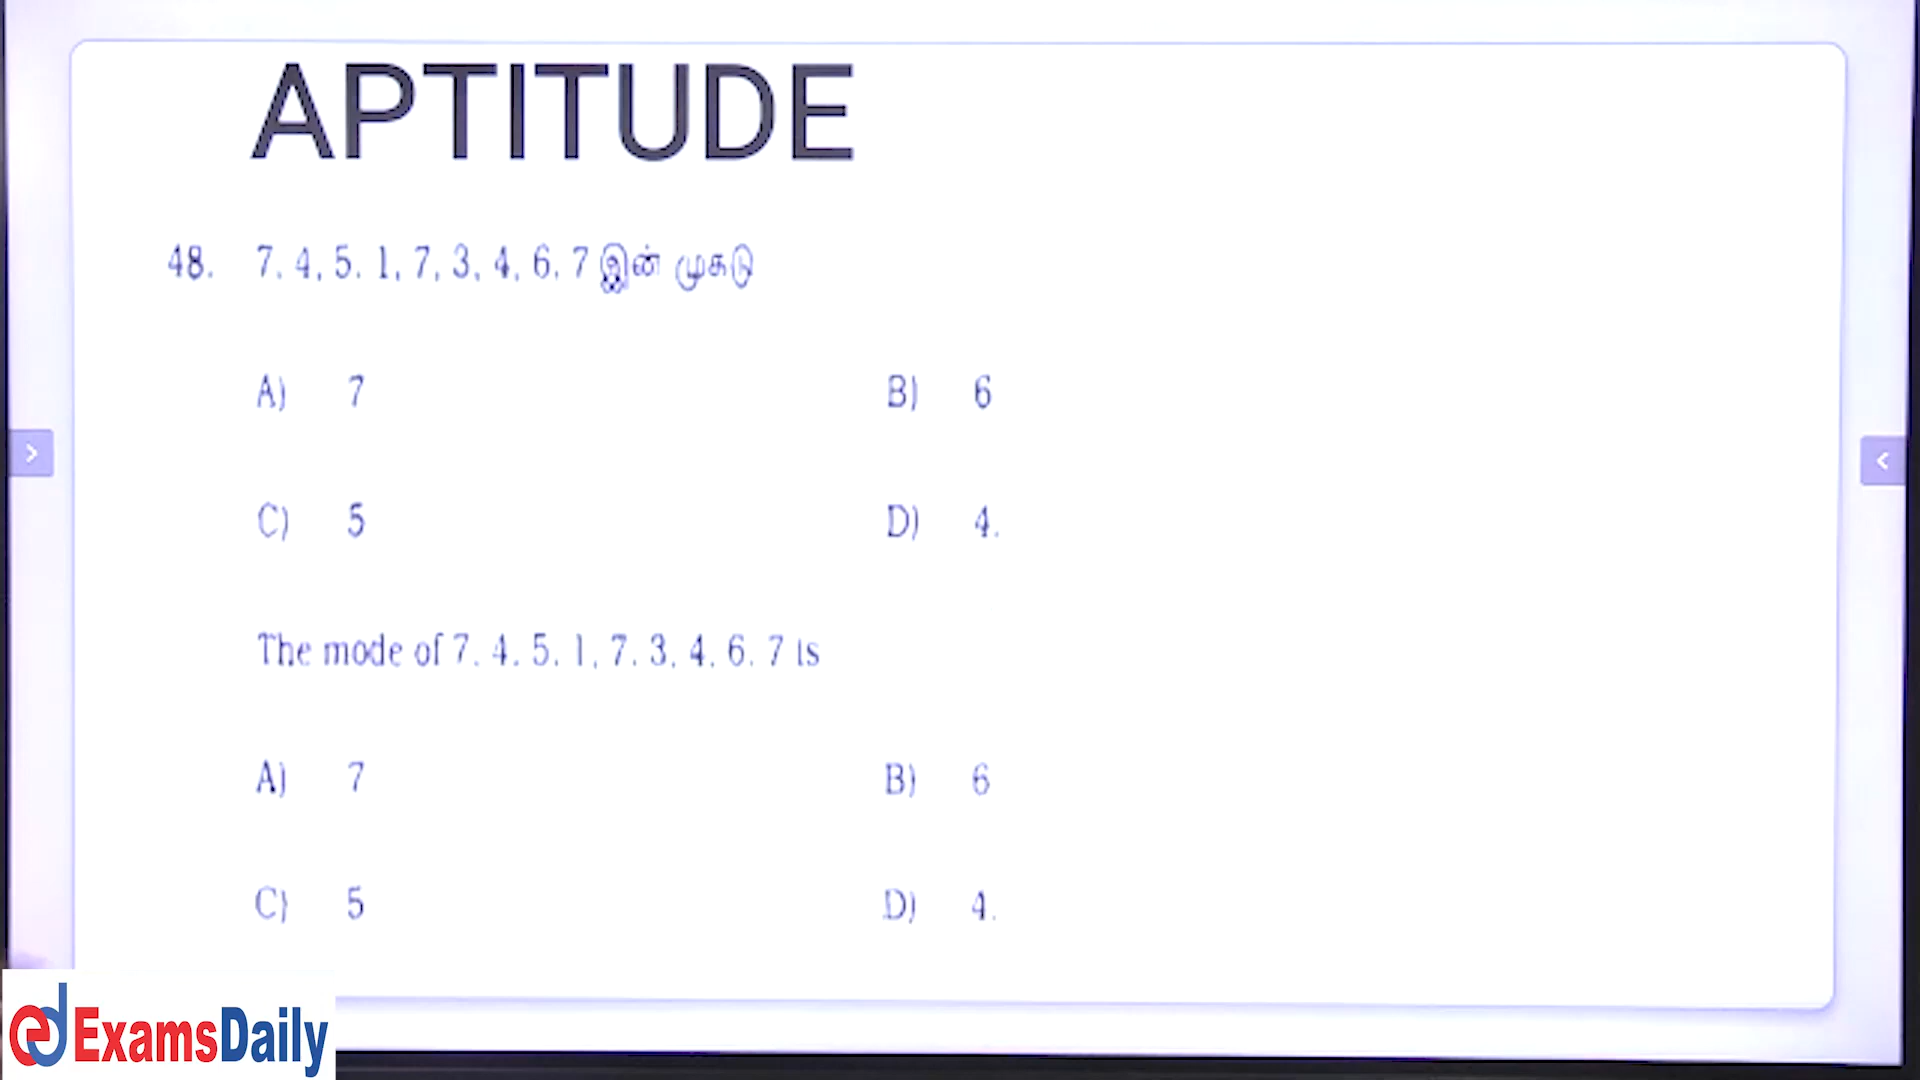 APTITUDE
48. 7, 4, 5, 1, 7, 3, 4, 6, 7 இன் முகடு
A) 7 B) 6
C) 5 D) 4.
The mode of 7, 4, 5, 1, 7, 3, 4, 6, 7 is
A) 7 B) 6
C) 5 D) 4.
ExamsDaily